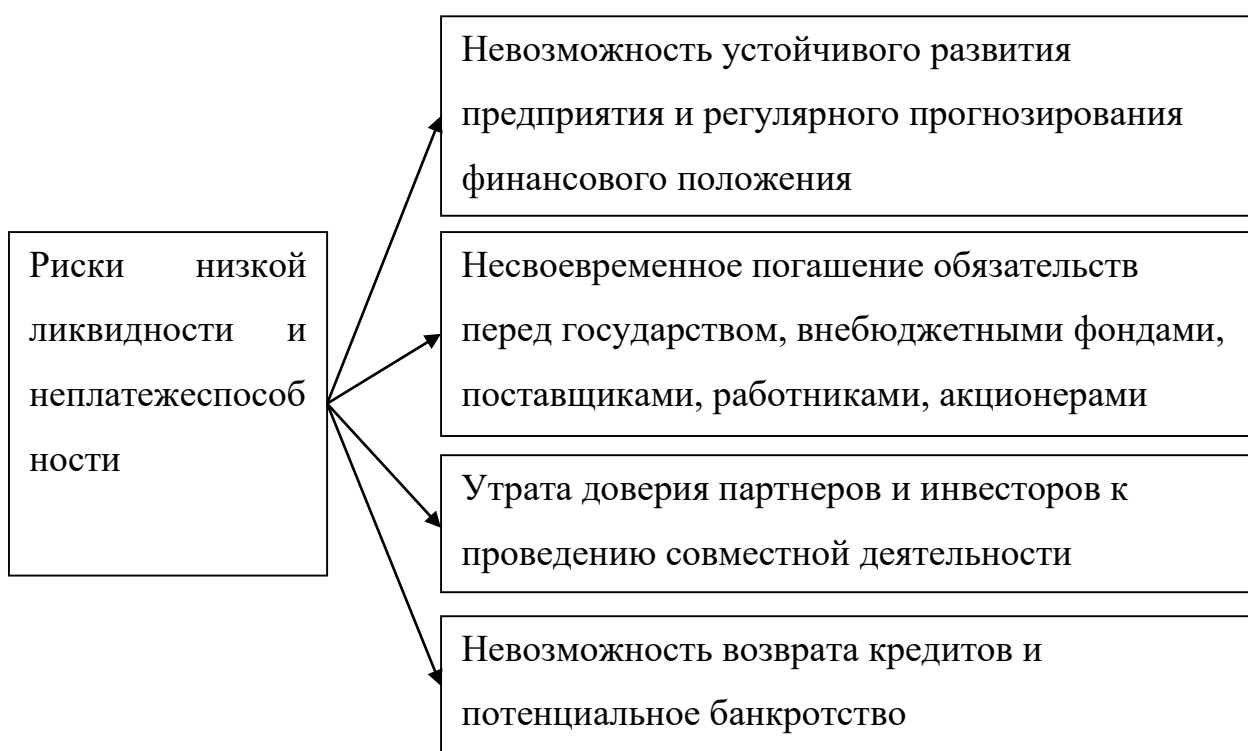 Риски низкой
ликвидности и
неплатежеспособ
ности
Невозможность устойчивого развития
предприятия и регулярного прогнозирования
финансового положения
Несвоевременное погашение обязательств
перед государством, внебюджетными фондами,
поставщиками, работниками, акционерами
Утрата доверия партнеров и инвесторов к
проведению совместной деятельности
Невозможность возврата кредитов и
потенциальное банкротство